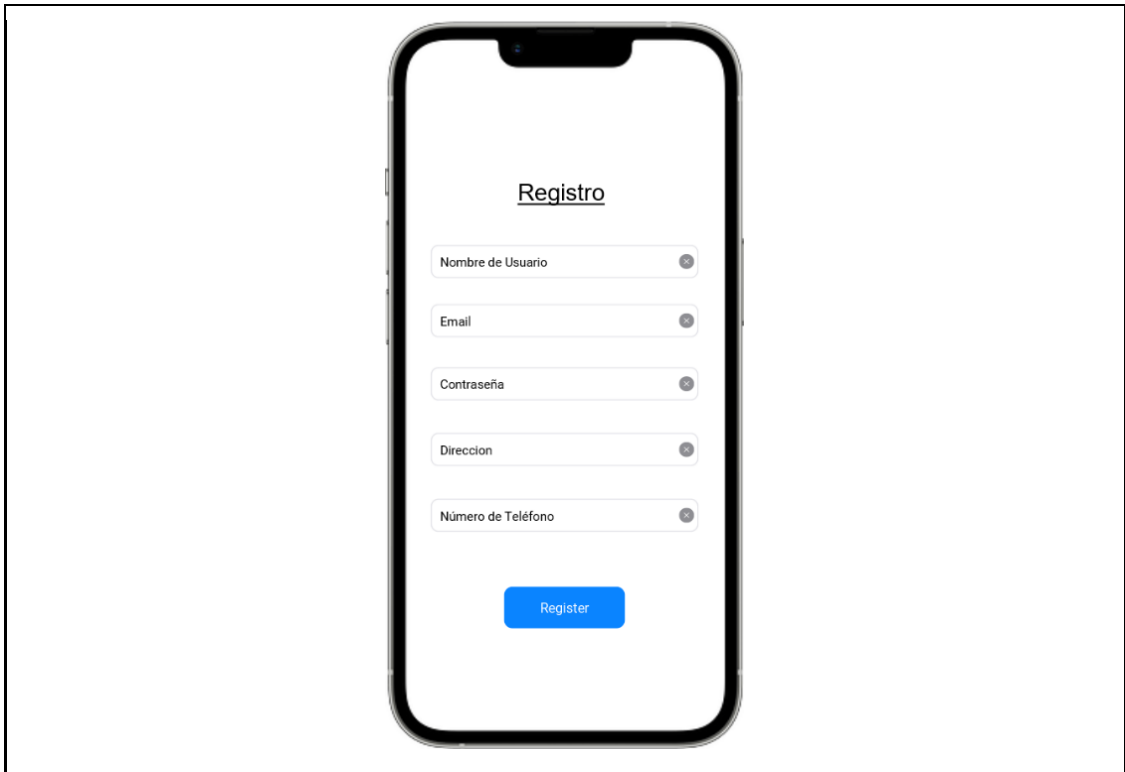 Registro
Nombre de Usuario
Email
Contraseña
Direccion
Número de Teléfono
Register